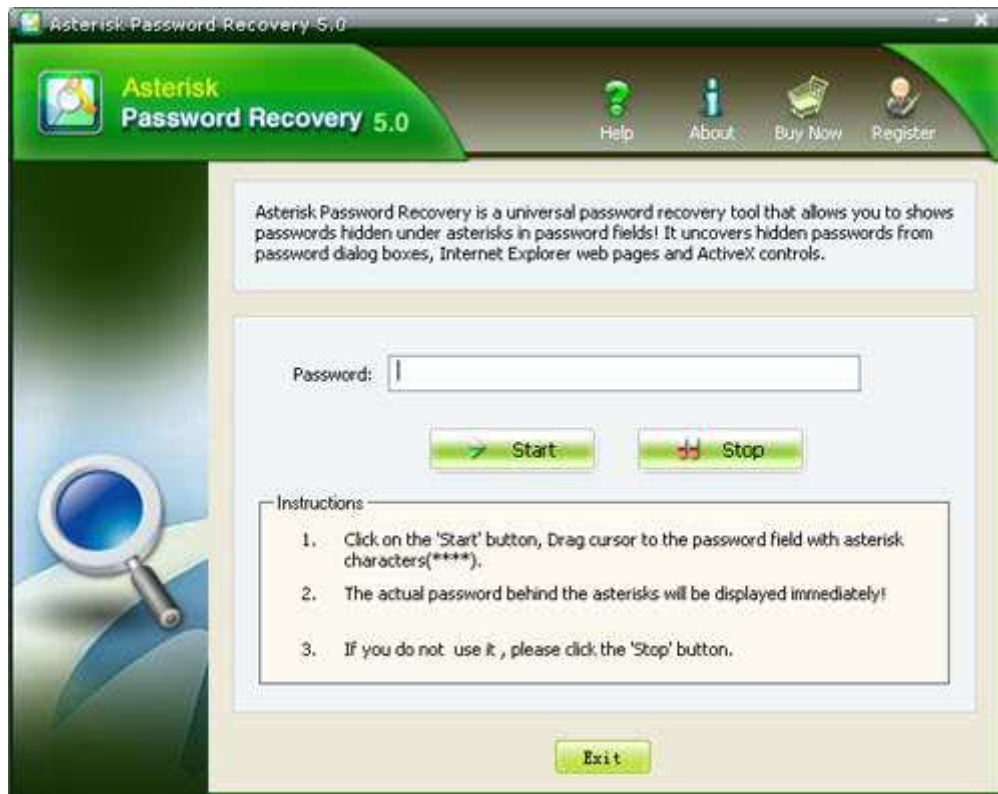 Asterisk Password Recovery 5.0
Asterisk
Password Recovery 5.0
Help
About
Buy Now
Register
Asterisk Password Recovery is a universal password recovery tool that allows you to shows
passwords hidden under asterisks in password fields! It uncovers hidden passwords from
password dialog boxes, Internet Explorer web pages and ActiveX controls.
Password:
Start
Stop
Instructions
1. Click on the 'Start' button, Drag cursor to the password field with asterisk
characters(****).
2. The actual password behind the asterisks will be displayed immediately!
3. If you do not use it , please click the 'Stop' button.
Exit